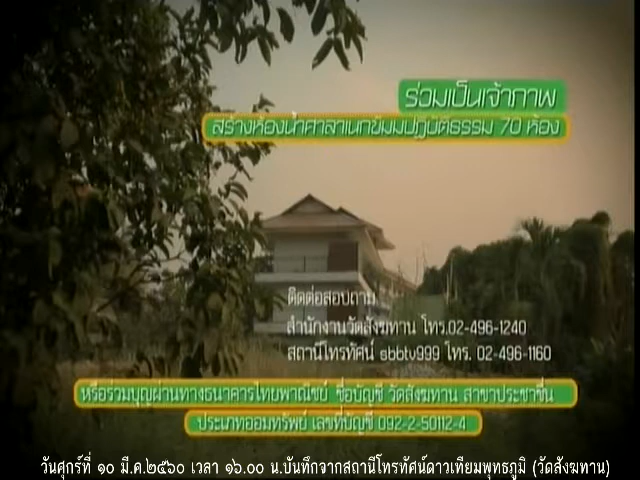 ร่วมเป็นเจ้าภาพ
สร้างห้องน้ำศาลาเนกขัมมปฏิบัติธรรม 70 ห้อง
ติดต่อสอบถาม
สำนักงานวัดสังฆทาน โทร.02-496-1240
สถานีโทรทัศน์ sbbtv999 โทร. 02-496-1160
หรือร่วมบุญผ่านทางธนาคารไทยพาณิชย์ ชื่อบัญชี วัดสังฆทาน สาขาประชาชื่น
ประเภทออมทรัพย์ เลขที่บัญชี 092-2-50112-4
วันศุกร์ที่ ๑๐ มี.ค.๒๕๖๐ เวลา ๑๖.๐๐ น.บันทึกจากสถานีโทรทัศน์ดาวเทียมพุทธภูมิ (วัดสังฆทาน)